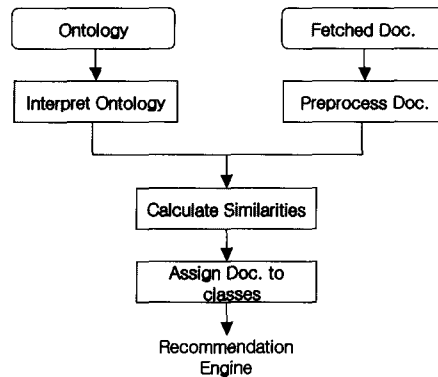 Ontology
Fetched Doc.
Interpret Ontology
Preprocess Doc.
Calculate Similarities
Assign Doc. to
classes
Recommendation
Engine